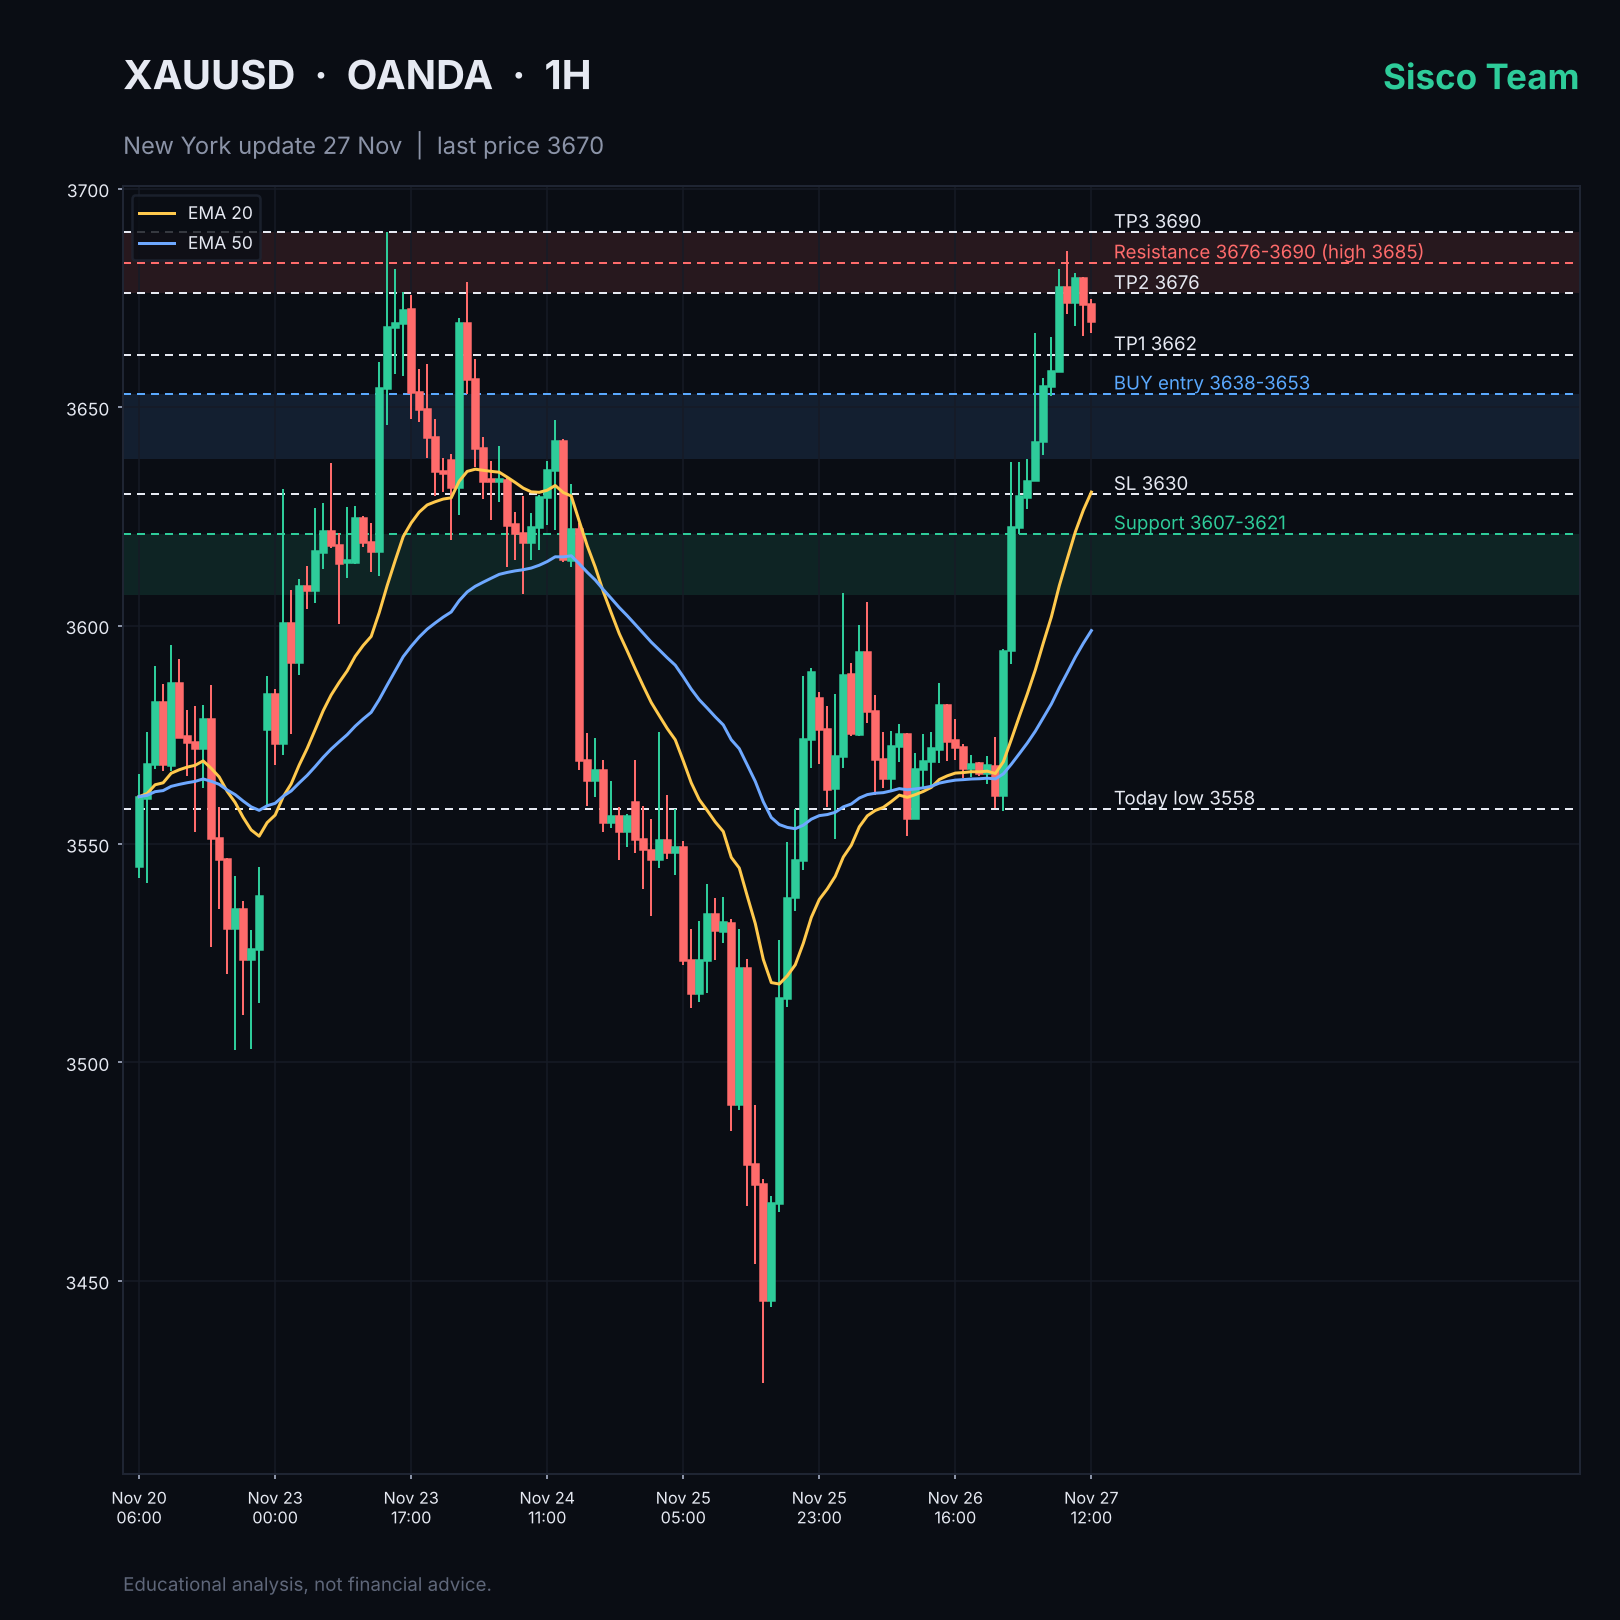 XAUUSD · OANDA · 1H
Sisco Team
New York update 27 Nov | last price 3670
EMA 20
EMA 50
3700
3650
3600
3550
3500
3450
TP3 3690
Resistance 3676-3690 (high 3685)
TP2 3676
TP1 3662
BUY entry 3638-3653
SL 3630
Support 3607-3621
Today low 3558
Nov 20
06:00
Nov 23
00:00
Nov 23
17:00
Nov 24
11:00
Nov 25
05:00
Nov 25
23:00
Nov 26
16:00
Nov 27
12:00
Educational analysis, not financial advice.